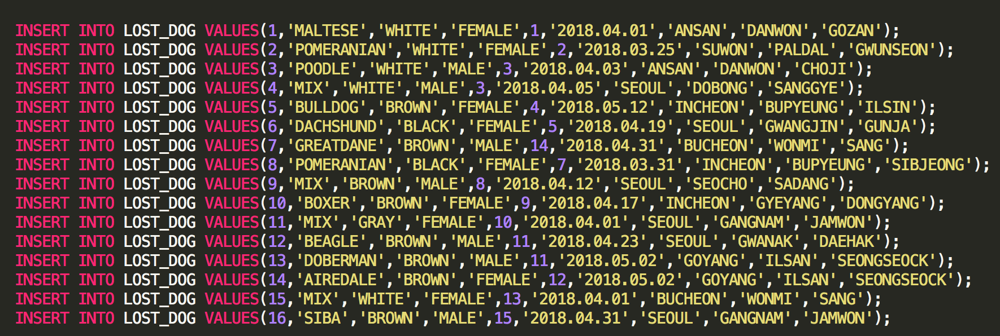 INSERT INTO LOST_DOG VALUES(1,'MALTESE','WHITE','FEMALE',1,'2018.04.01','ANSAN','DANWON','GOZAN');
INSERT INTO LOST_DOG VALUES(2,'POMERANIAN','WHITE','FEMALE',2,'2018.03.25','SUWON','PALDAL','GWUNSEON');
INSERT INTO LOST_DOG VALUES(3,'POODLE','WHITE','MALE',3,'2018.04.03','ANSAN','DANWON','CHOJI');
INSERT INTO LOST_DOG VALUES(4,'MIX','WHITE','MALE',3,'2018.04.05','SEOUL','DOBONG','SANGGYE');
INSERT INTO LOST_DOG VALUES(5,'BULLDOG','BROWN','FEMALE',4,'2018.05.12','INCHEON','BUPYEUNG','ILSIN');
INSERT INTO LOST_DOG VALUES(6,'DACHSHUND','BLACK','FEMALE',5,'2018.04.19','SEOUL','GWANGJIN','GUNJA');
INSERT INTO LOST_DOG VALUES(7,'GREATDANE','BROWN','MALE',14,'2018.04.31','BUCHEON','WONMI','SANG');
INSERT INTO LOST_DOG VALUES(8,'POMERANIAN','BLACK','FEMALE',7,'2018.03.31','INCHEON','BUPYEUNG','SIBJEONG');
INSERT INTO LOST_DOG VALUES(9,'MIX','BROWN','MALE',8,'2018.04.12','SEOUL','SEOCHO','SADANG');
INSERT INTO LOST_DOG VALUES(10,'BOXER','BROWN','FEMALE',9,'2018.04.17','INCHEON','GYEYANG','DONGYANG');
INSERT INTO LOST_DOG VALUES(11,'MIX','GRAY','FEMALE',10,'2018.04.01','SEOUL','GANGNAM','JAMWON');
INSERT INTO LOST_DOG VALUES(12,'BEAGLE','BROWN','MALE',11,'2018.04.23','SEOUL','GWANAK','DAEHAK');
INSERT INTO LOST_DOG VALUES(13,'DOBERMAN','BROWN','MALE',11,'2018.05.02','GOYANG','ILSAN','SEONGSEOCK');
INSERT INTO LOST_DOG VALUES(14,'AIREDALE','BROWN','FEMALE',12,'2018.05.02','GOYANG','ILSAN','SEONGSEOCK');
INSERT INTO LOST_DOG VALUES(15,'MIX','WHITE','FEMALE',13,'2018.04.01','BUCHEON','WONMI','SANG');
INSERT INTO LOST_DOG VALUES(16,'SIBA','BROWN','MALE',15,'2018.04.31','SEOUL','GANGNAM','JAMWON');